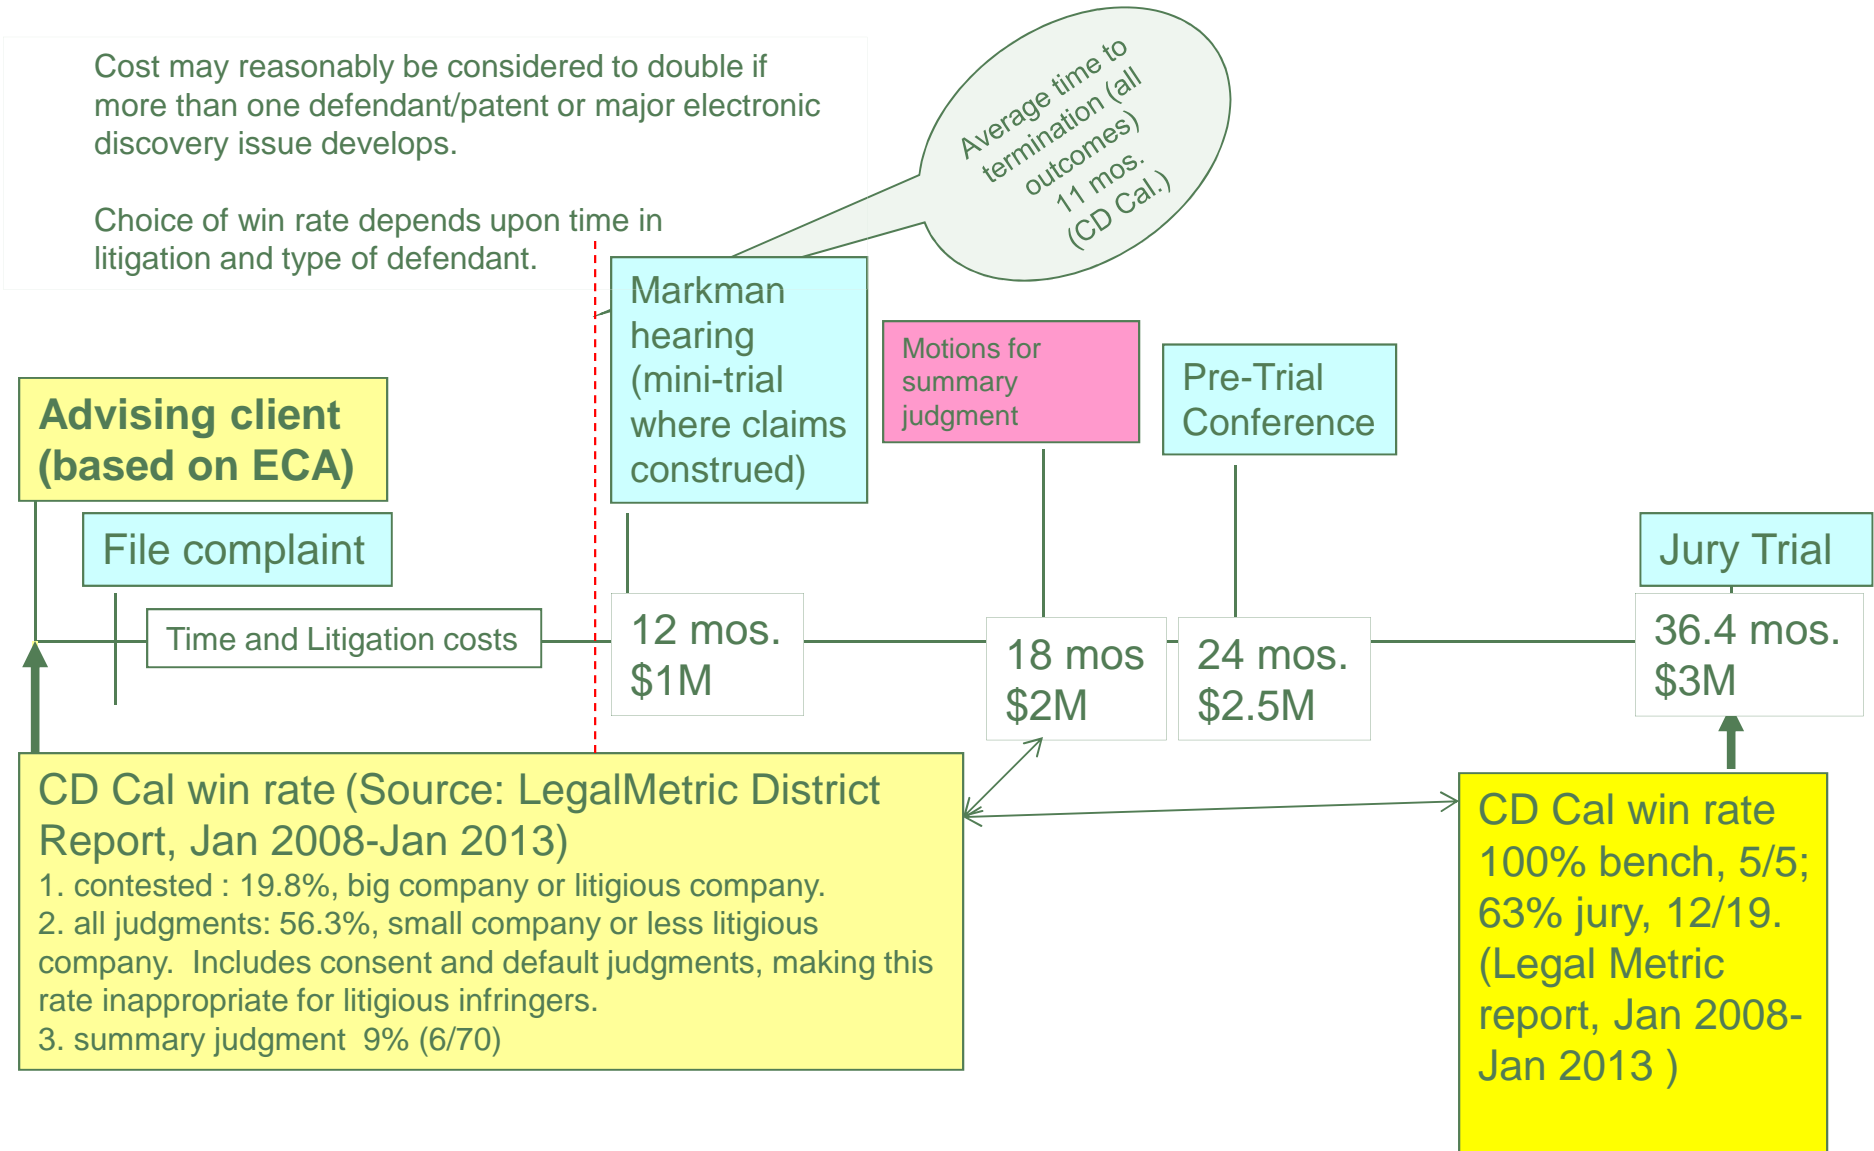 Cost may reasonably be considered to double if
more than one defendant/patent or major electronic
discovery issue develops.
Choice of win rate depends upon time in
litigation and type of defendant.
Average time to
termination (all
outcomes)
11 mos.
(CD Cal.)
Markman
hearing
(mini-trial
where claims
construed)
Motions for
summary
judgment
Pre-Trial
Conference
Advising client
(based on ECA)
File complaint
Jury Trial
Time and Litigation costs
12 mos.
$1M
18 mos
$2M
24 mos.
$2.5M
36.4 mos.
$3M
CD Cal win rate (Source: LegalMetric District
Report, Jan 2008-Jan 2013)
1. contested : 19.8%, big company or litigious company.
2. all judgments: 56.3%, small company or less litigious
company.  Includes consent and default judgments, making this
rate inappropriate for litigious infringers.
3. summary judgment  9% (6/70)
CD Cal win rate
100% bench, 5/5;
63% jury, 12/19.
(Legal Metric
report, Jan 2008-
Jan 2013 )